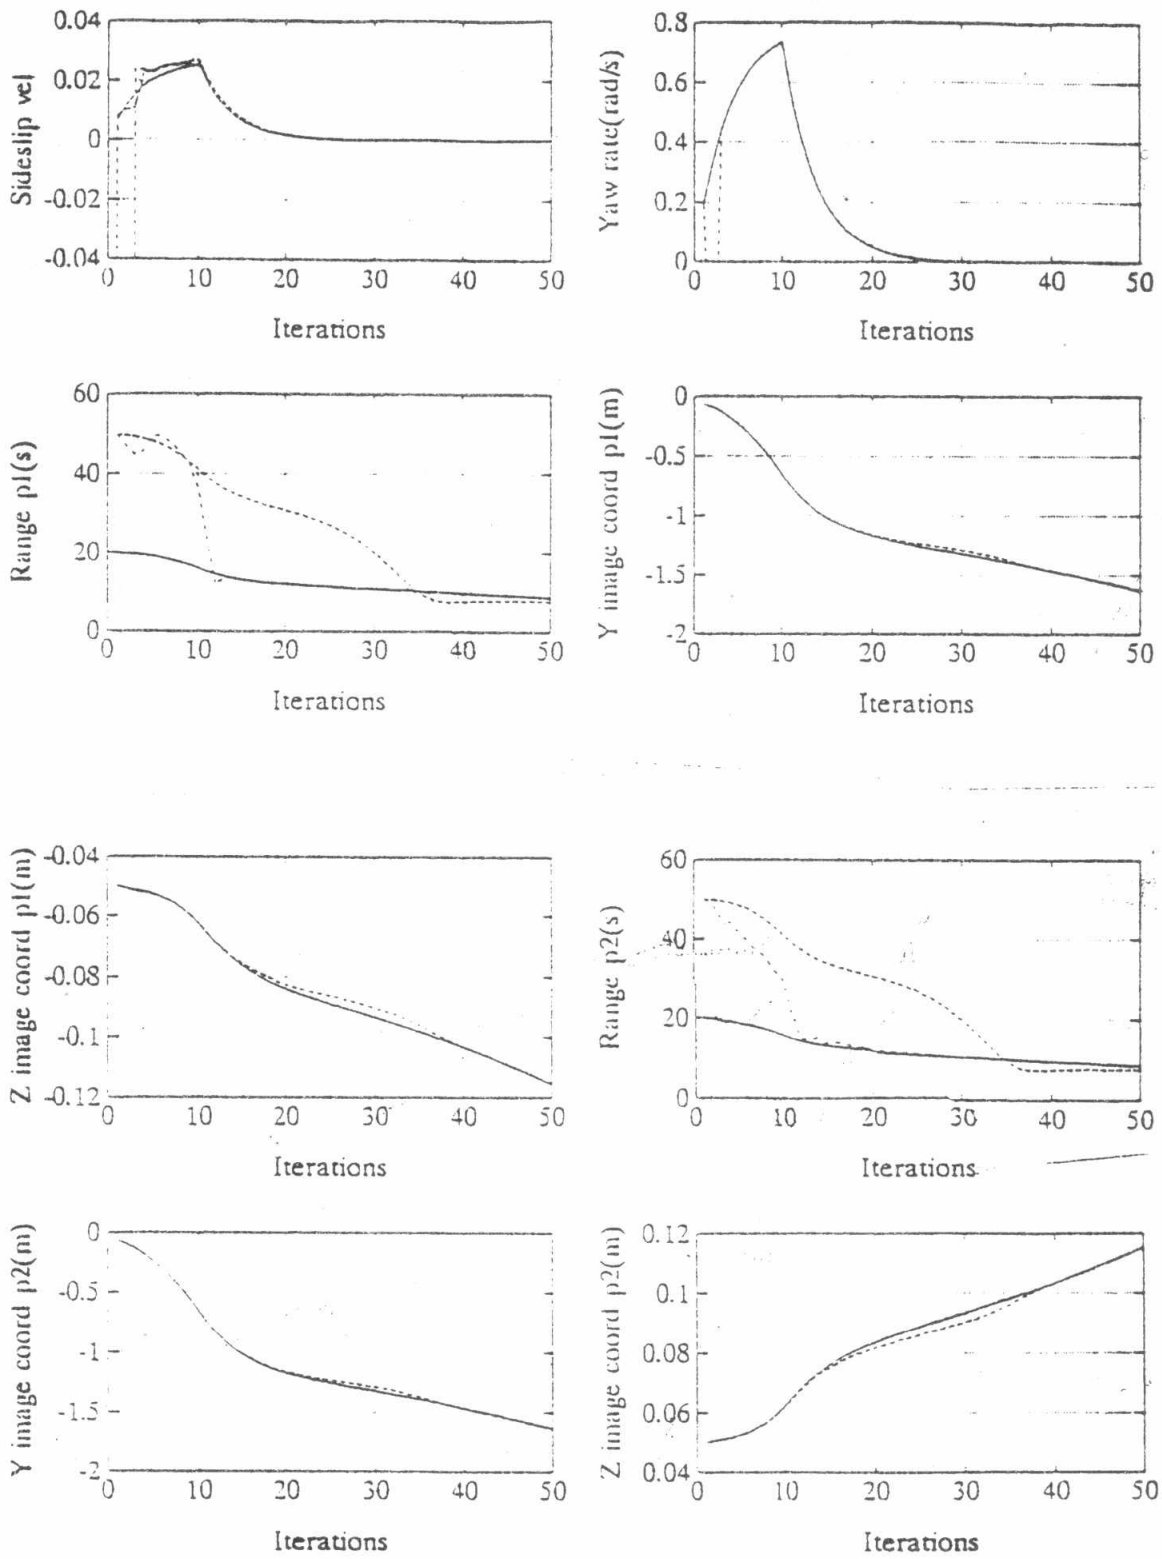 0.04
0.02
0
-0.02
-0.04
Sideslip vel
0 10 20 30 40 50
Iterations
0.8
0.6
0.4
0.2
0
Yaw rate(rad/s)
0 10 20 30 40 50
Iterations
60
40
20
0
Range p1(s)
0 10 20 30 40 50
Iterations
0
-0.5
-1
-1.5
-2
Y image coord p1(m)
0 10 20 30 40 50
Iterations
-0.04
-0.06
-0.08
-0.1
-0.12
Z image coord p1(m)
0 10 20 30 40 50
Iterations
60
40
20
0
Range p2(s)
0 10 20 30 40 50
Iterations
0
-0.5
-1
-1.5
-2
Y image coord p2(m)
0 10 20 30 40 50
Iterations
0.12
0.1
0.08
0.06
0.04
Z image coord p2(m)
0 10 20 30 40 50
Iterations